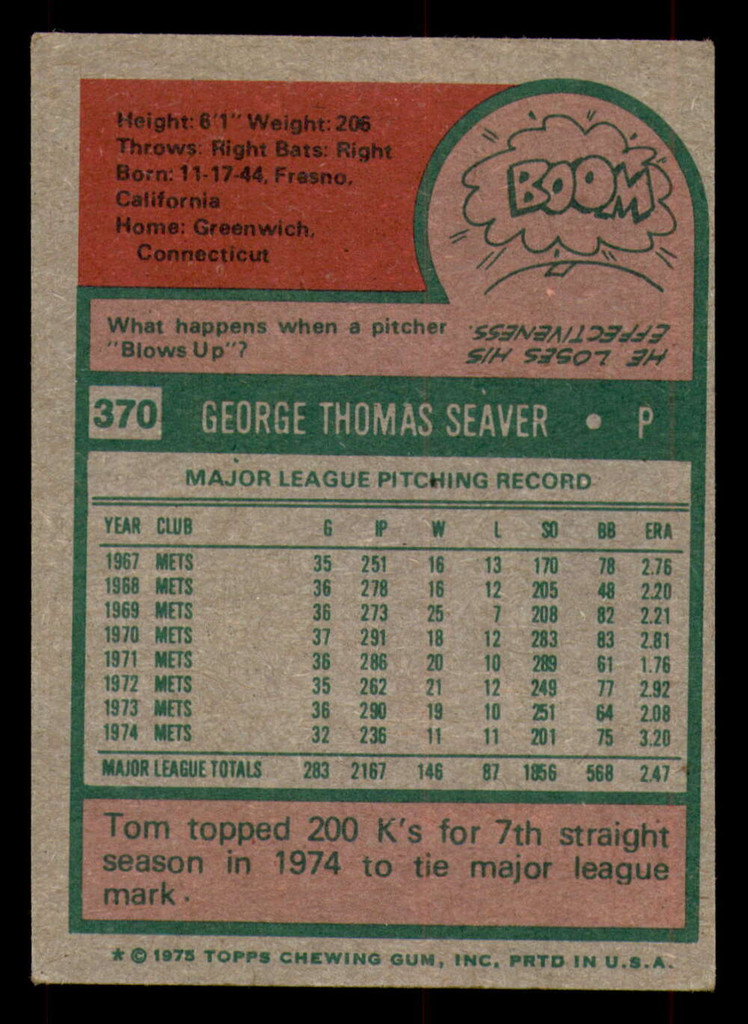 Height: 6'1" Weight: 206
Throws: Right Bats: Right
Born: 11-17-44, Fresno,
California
Home: Greenwich,
Connecticut
BOOM
What happens when a pitcher
"Blows Up"?
HE LOSES HIS
EFFECTIVENESS.
370 GEORGE THOMAS SEAVER • P
MAJOR LEAGUE PITCHING RECORD
YEAR CLUB G IP W L SO BB ERA
1967 METS 35 251 16 13 170 78 2.76
1968 METS 36 278 16 12 205 48 2.20
1969 METS 36 273 25 7 208 82 2.21
1970 METS 37 291 18 12 283 83 2.81
1971 METS 36 286 20 10 289 61 1.76
1972 METS 35 262 21 12 249 77 2.92
1973 METS 36 290 19 10 251 64 2.08
1974 METS 32 236 11 11 201 75 3.20
MAJOR LEAGUE TOTALS 283 2167 146 87 1856 568 2.47
Tom topped 200 K's for 7th straight
season in 1974 to tie major league
mark.
* © 1975 TOPPS CHEWING GUM, INC. PRTD IN U.S.A.